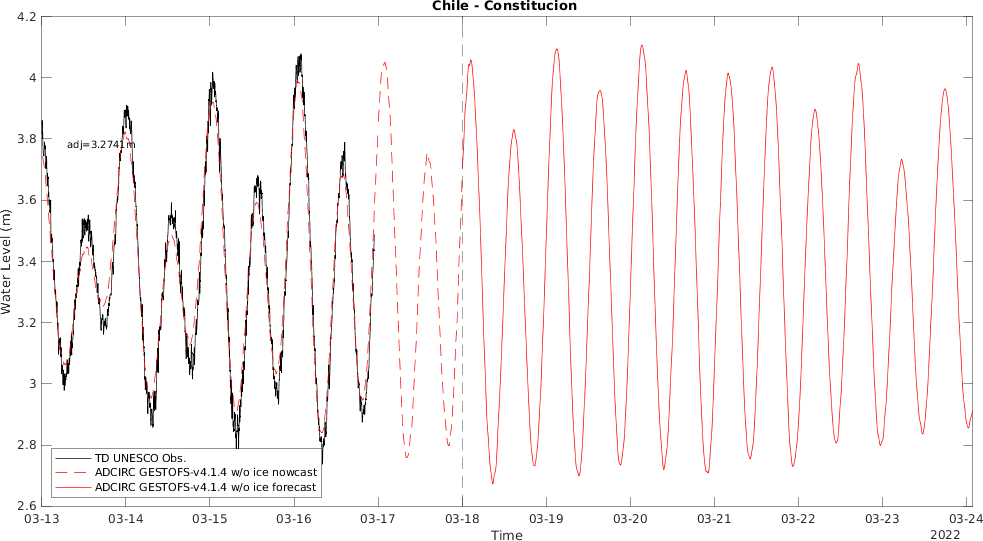 Chile - Constitucion
4.2
4
3.8
3.6
3.4
3.2
3
2.8
2.6
Water Level (m)
adj=3.2741m
TD UNESCO Obs.
ADCIRC GESTOFS-v4.1.4 w/o ice nowcast
ADCIRC GESTOFS-v4.1.4 w/o ice forecast
03-13 03-14 03-15 03-16 03-17 03-18 03-19 03-20 03-21 03-22 03-23 03-24
Time
2022